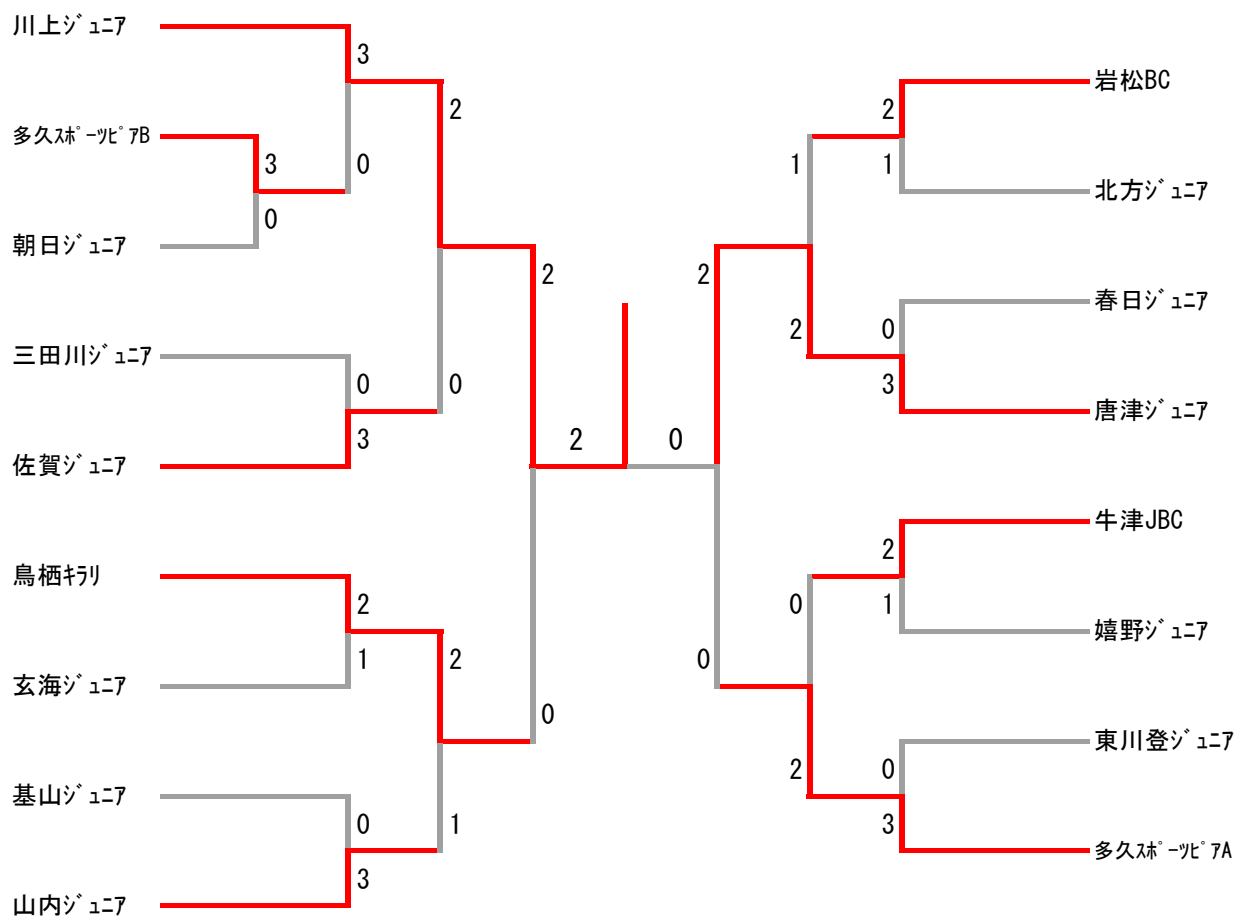 川上ジュニア
3
2
多久スポーツピアB
3
0
0
朝日ジュニア
2
三田川ジュニア
0
0
3
佐賀ジュニア
2
0
鳥栖キラリ
2
1
2
玄海ジュニア
0
基山ジュニア
0
1
3
山内ジュニア
岩松BC
2
1
1
北方ジュニア
2
春日ジュニア
2
0
3
唐津ジュニア
牛津JBC
2
0
1
嬉野ジュニア
0
東川登ジュニア
2
0
3
多久スポーツピアA